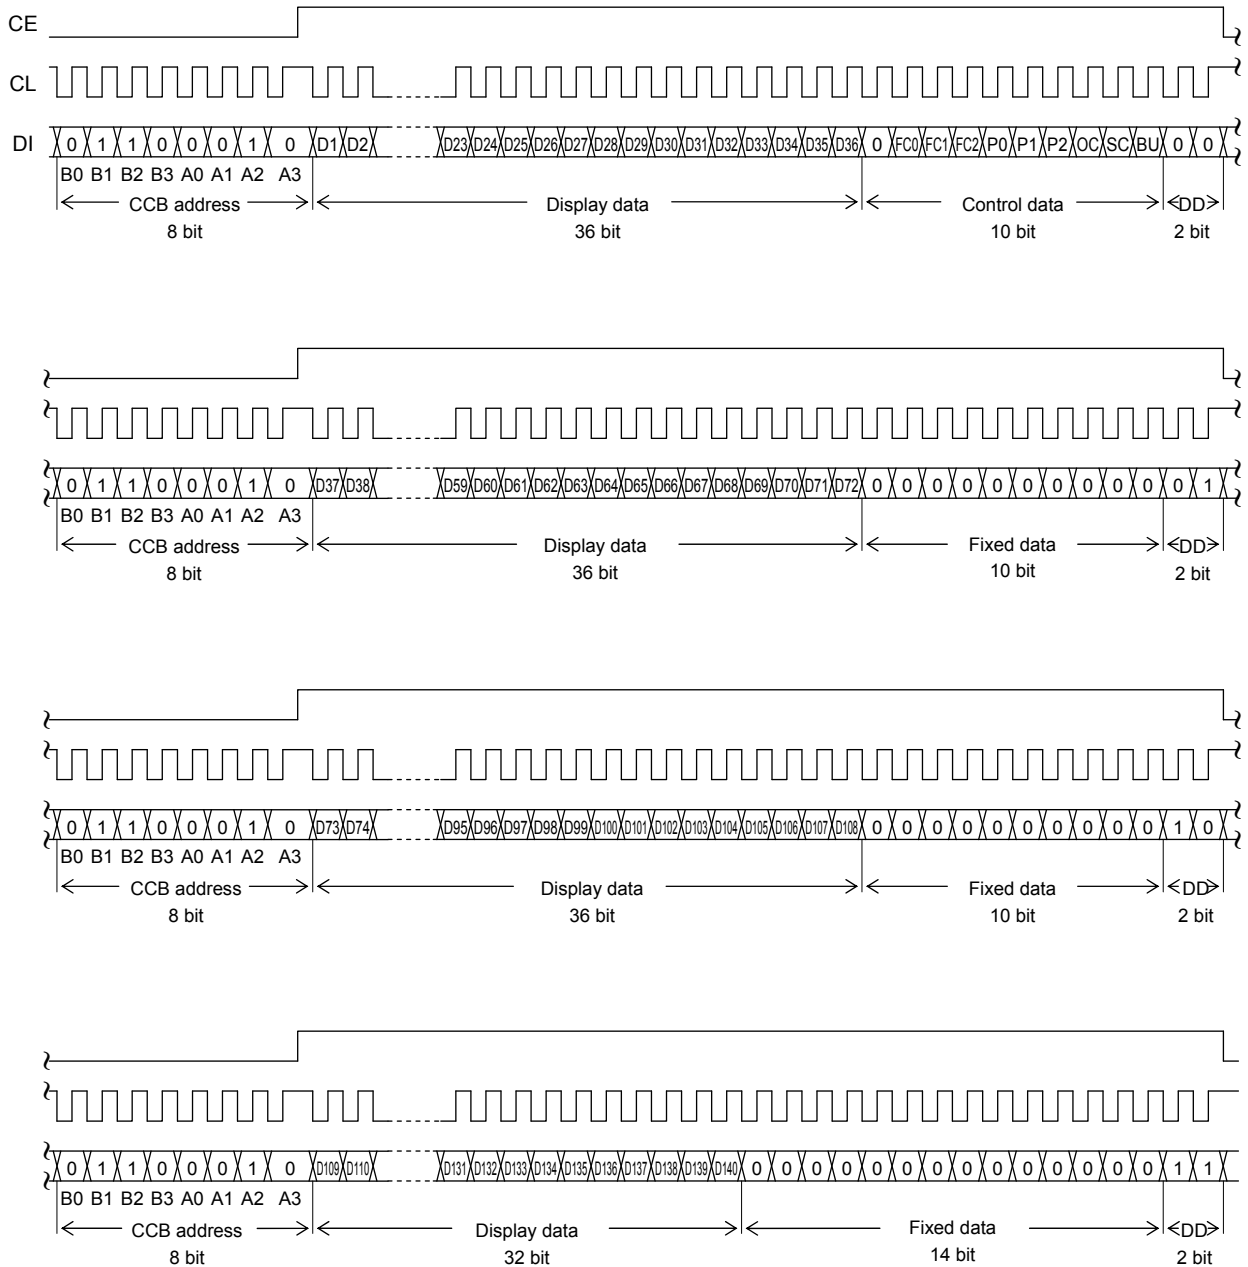 CE
CL
DI 0 1 1 0 0 0 1 0 D1 D2 D23 D24 D25 D26 D27 D28 D29 D30 D31 D32 D33 D34 D35 D36 0 FC0 FC1 FC2 P0 P1 P2 OC SC BU 0 0
B0 B1 B2 B3 A0 A1 A2 A3
CCB address Display data Control data DD
8 bit 36 bit 10 bit 2 bit
0 1 1 0 0 0 1 0 D37 D38 D59 D60 D61 D62 D63 D64 D65 D66 D67 D68 D69 D70 D71 D72 0 0 0 0 0 0 0 0 0 0 0 1
B0 B1 B2 B3 A0 A1 A2 A3
CCB address Display data Fixed data DD
8 bit 36 bit 10 bit 2 bit
0 1 1 0 0 0 1 0 D73 D74 D95 D96 D97 D98 D99 D100 D101 D102 D103 D104 D105 D106 D107 D108 0 0 0 0 0 0 0 0 0 0 1 0
B0 B1 B2 B3 A0 A1 A2 A3
CCB address Display data Fixed data DD
8 bit 36 bit 10 bit 2 bit
0 1 1 0 0 0 1 0 D109 D110 D131 D132 D133 D134 D135 D136 D137 D138 D139 D140 0 0 0 0 0 0 0 0 0 0 0 0 0 0 1 1
B0 B1 B2 B3 A0 A1 A2 A3
CCB address Display data Fixed data DD
8 bit 32 bit 14 bit 2 bit